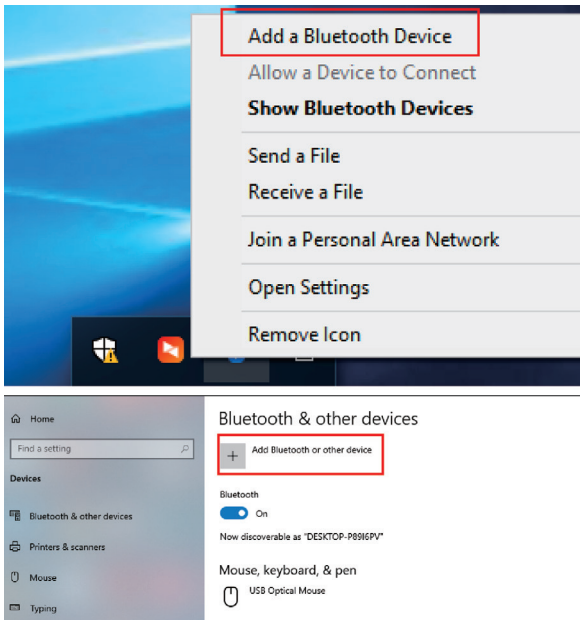 Add a Bluetooth Device
Allow a Device to Connect
Show Bluetooth Devices
Send a File
Receive a File
Join a Personal Area Network
Open Settings
Remove Icon
Home
Find a setting
Devices
Bluetooth & other devices
Printers & scanners
Mouse
Typing
Bluetooth & other devices
Add Bluetooth or other device
Bluetooth
On
Now discoverable as "DESKTOP-P89I6PV"
Mouse, keyboard, & pen
USB Optical Mouse